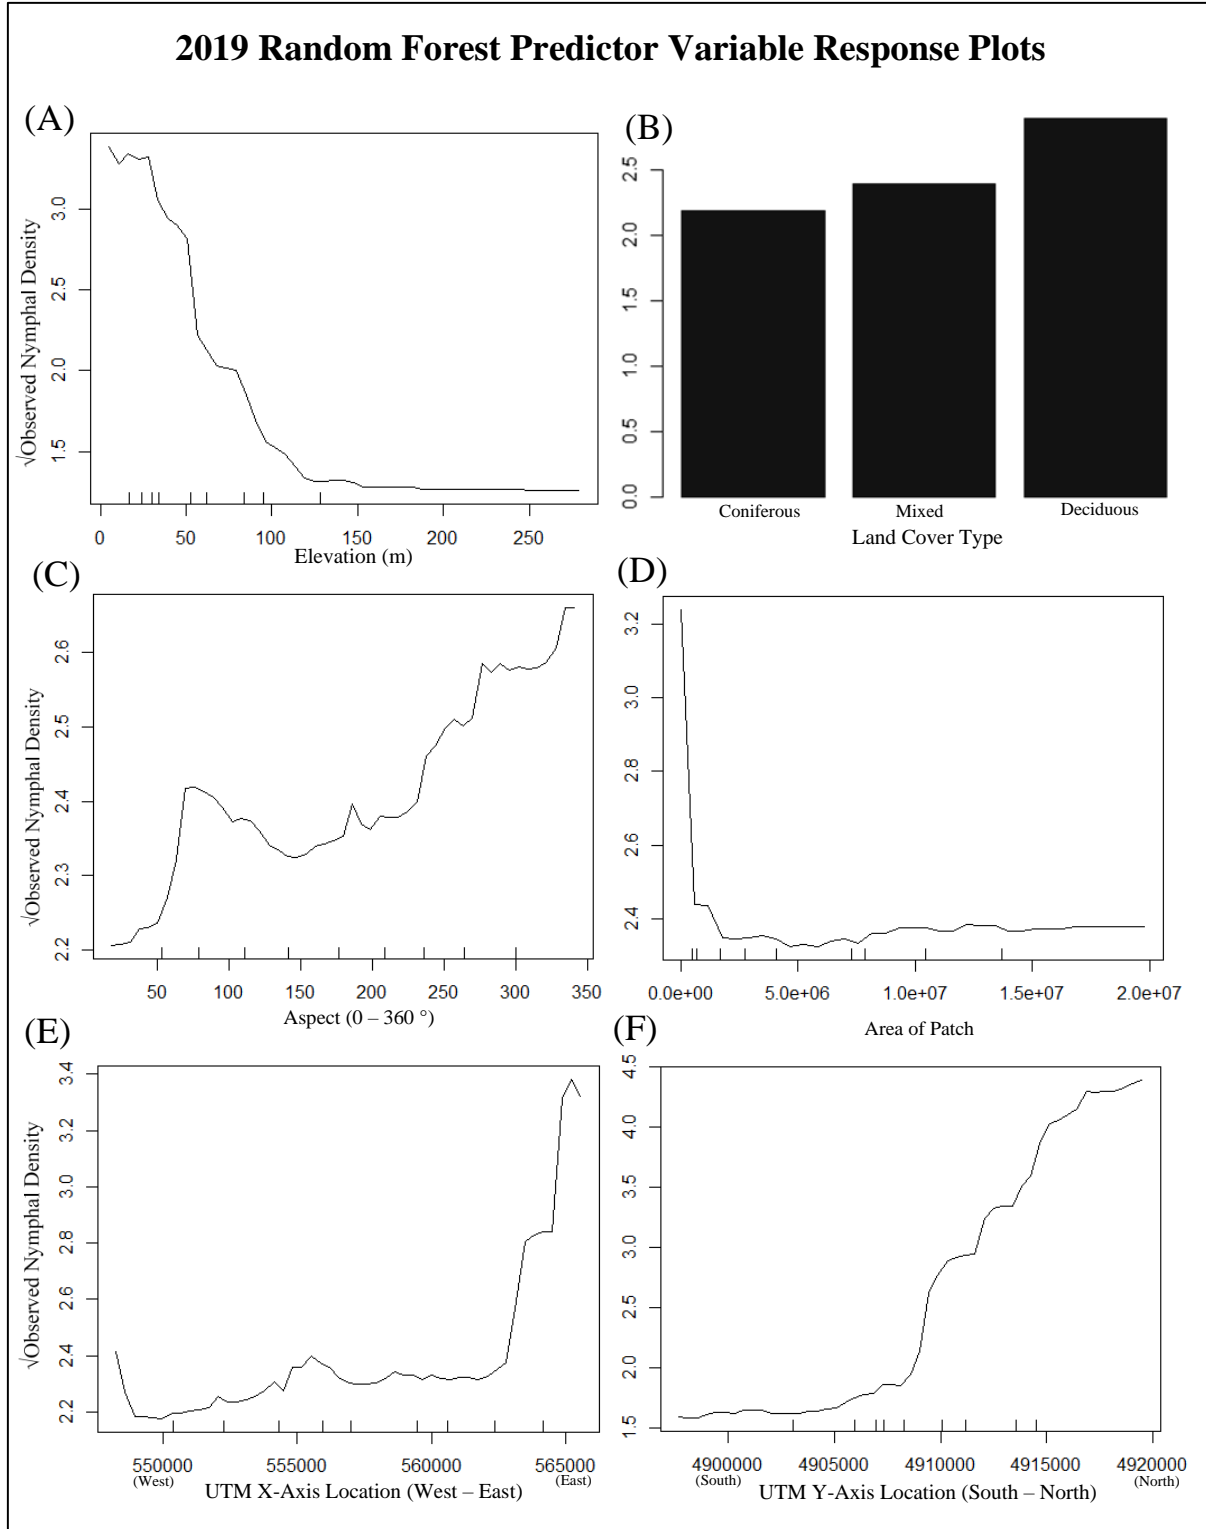 2019 Random Forest Predictor Variable Response Plots
(A)
√Observed Nymphal Density
3.0
2.5
2.0
1.5
0 50 100 150 200 250
Elevation (m)
(B)
2.5
2.0
1.5
1.0
0.5
0.0
Coniferous Mixed Deciduous
Land Cover Type
(C)
√Observed Nymphal Density
2.6
2.5
2.4
2.3
2.2
50 100 150 200 250 300 350
Aspect (0 – 360 °)
(D)
3.2
3.0
2.8
2.6
2.4
0.0e+00 5.0e+06 1.0e+07 1.5e+07 2.0e+07
Area of Patch
(E)
√Observed Nymphal Density
3.4
3.2
3.0
2.8
2.6
2.4
2.2
550000 555000 560000 565000
(West) (East)
UTM X-Axis Location (West – East)
(F)
4.5
4.0
3.5
3.0
2.5
2.0
1.5
4900000 4905000 4910000 4915000 4920000
(South) (North)
UTM Y-Axis Location (South – North)